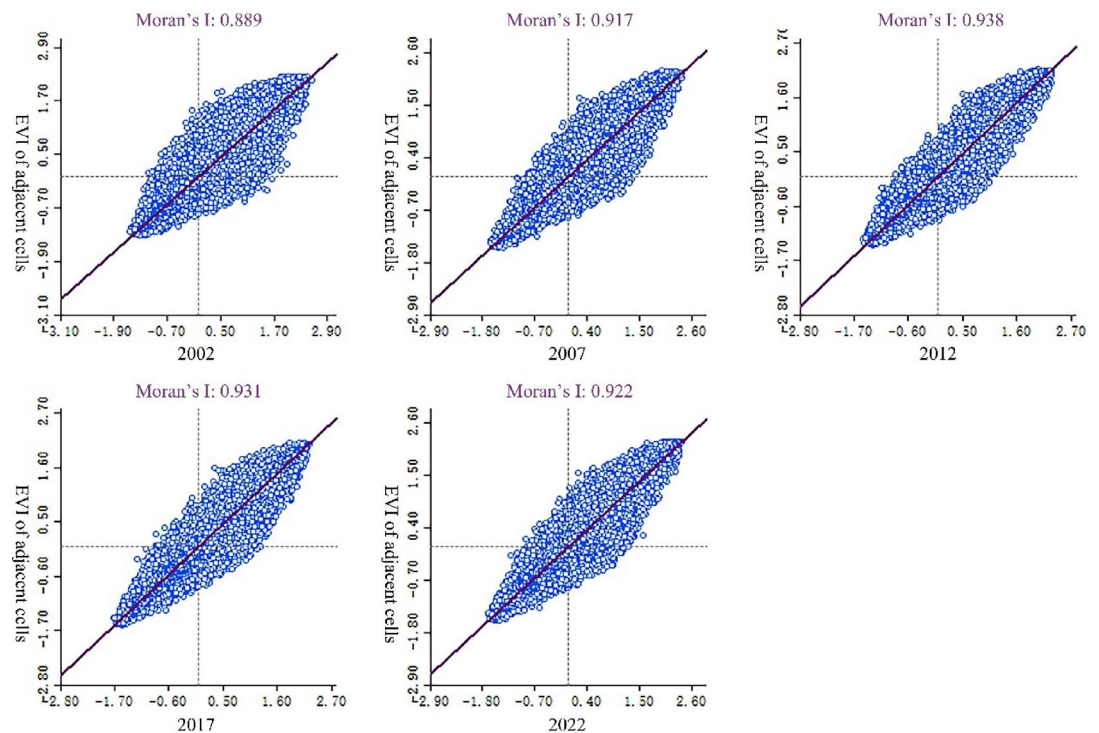 Moran's I: 0.889
EVI of adjacent cells
2.90
1.70
0.50
-0.70
-1.90
-3.10
-3.10 -1.90 -0.70 0.50 1.70 2.90
2002
Moran's I: 0.917
EVI of adjacent cells
2.60
1.50
0.40
-0.70
-1.80
-2.90
-2.90 -1.80 -0.70 0.40 1.50 2.60
2007
Moran's I: 0.938
EVI of adjacent cells
2.70
1.60
0.50
-0.60
-1.70
-2.80
-2.80 -1.70 -0.60 0.50 1.60 2.70
2012
Moran's I: 0.931
EVI of adjacent cells
2.70
1.60
0.50
-0.60
-1.70
-2.80
-2.80 -1.70 -0.60 0.50 1.60 2.70
2017
Moran's I: 0.922
EVI of adjacent cells
2.60
1.50
0.40
-0.70
-1.80
-2.90
-2.90 -1.80 -0.70 0.40 1.50 2.60
2022